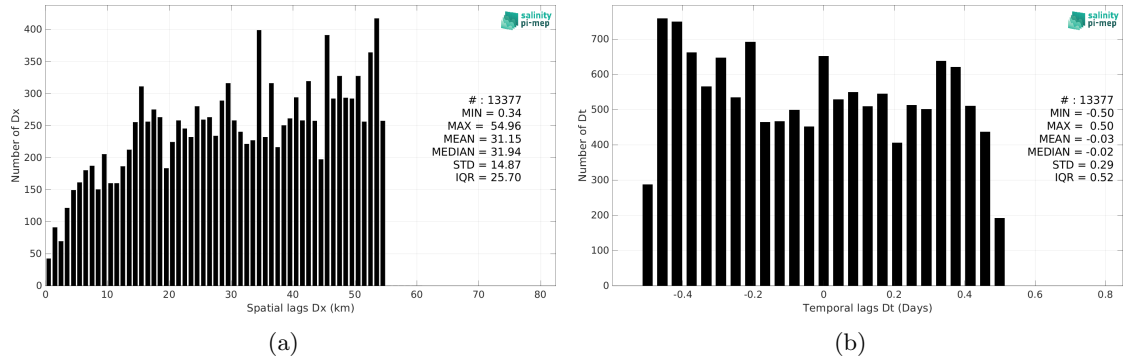 400
350
300
250
200
150
100
50
0
Number of Dx
0 10 20 30 40 50 60 70 80
Spatial lags Dx (km)
salinity
pi-mep
# : 13377
MIN = 0.34
MAX = 54.96
MEAN = 31.15
MEDIAN = 31.94
STD = 14.87
IQR = 25.70
(a)
700
600
500
400
300
200
100
0
Number of Dt
-0.4 -0.2 0 0.2 0.4 0.6 0.8
Temporal lags Dt (Days)
salinity
pi-mep
# : 13377
MIN = -0.50
MAX = 0.50
MEAN = -0.03
MEDIAN = -0.02
STD = 0.29
IQR = 0.52
(b)